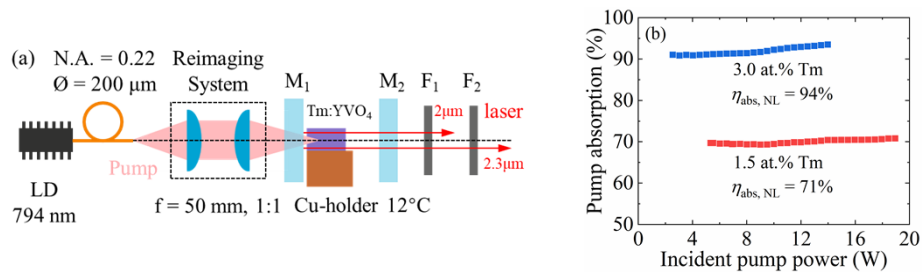 (a)
N.A. = 0.22
Ø = 200 μm
Reimaging
System
M₁
M₂
F₁
F₂
Tm:YVO₄
2μm
laser
Pump
2.3μm
LD
794 nm
f = 50 mm, 1:1
Cu-holder 12°C
(b)
Pump absorption (%)
100
90
80
70
60
50
3.0 at.% Tm
ηabs, NL = 94%
1.5 at.% Tm
ηabs, NL = 71%
0 4 8 12 16 20
Incident pump power (W)